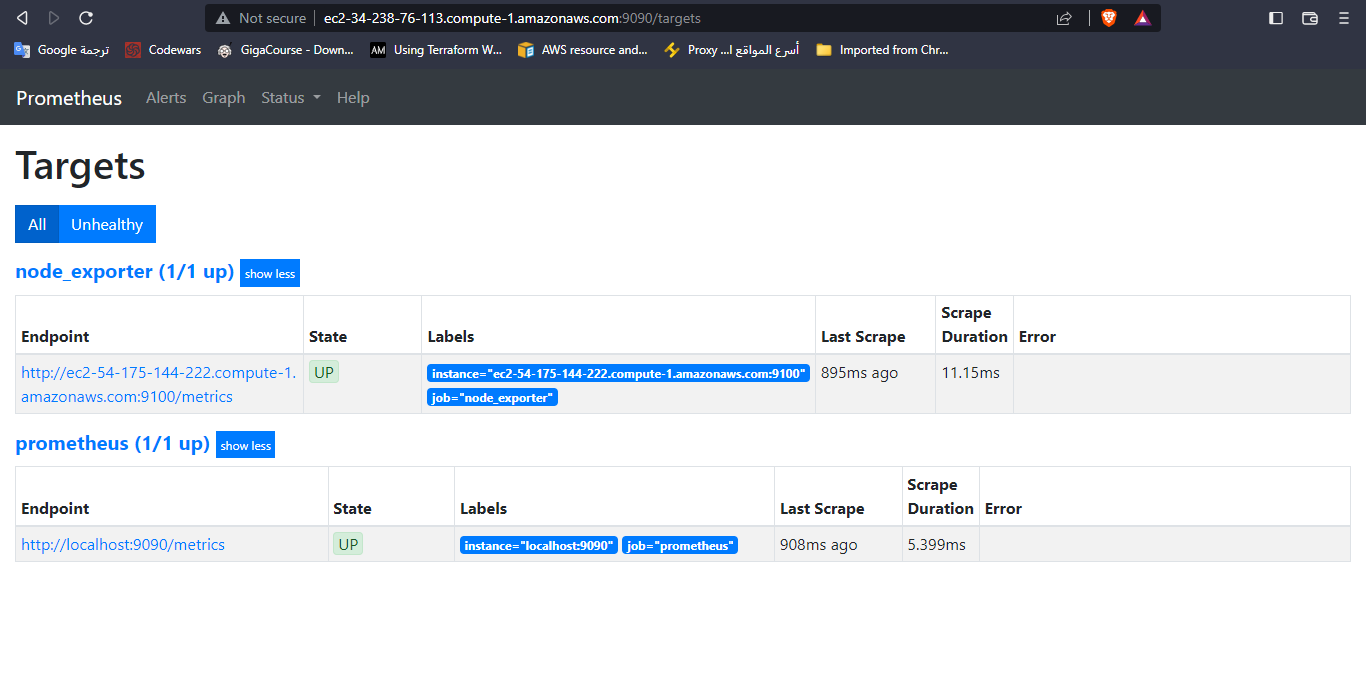 Not secure ec2-34-238-76-113.compute-1.amazonaws.com:9090/targets
Google ترجمة Codewars GigaCourse - Down... Using Terraform W... AWS resource and... Proxy ...أسرع المواقع ا Imported from Chr...
Prometheus Alerts Graph Status Help
Targets
All Unhealthy
node_exporter (1/1 up) show less
Endpoint State Labels Last Scrape Scrape Duration Error
http://ec2-54-175-144-222.compute-1. UP instance="ec2-54-175-144-222.compute-1.amazonaws.com:9100" 895ms ago 11.15ms
amazonaws.com:9100/metrics job="node_exporter"
prometheus (1/1 up) show less
Endpoint State Labels Last Scrape Scrape Duration Error
http://localhost:9090/metrics UP instance="localhost:9090" job="prometheus" 908ms ago 5.399ms